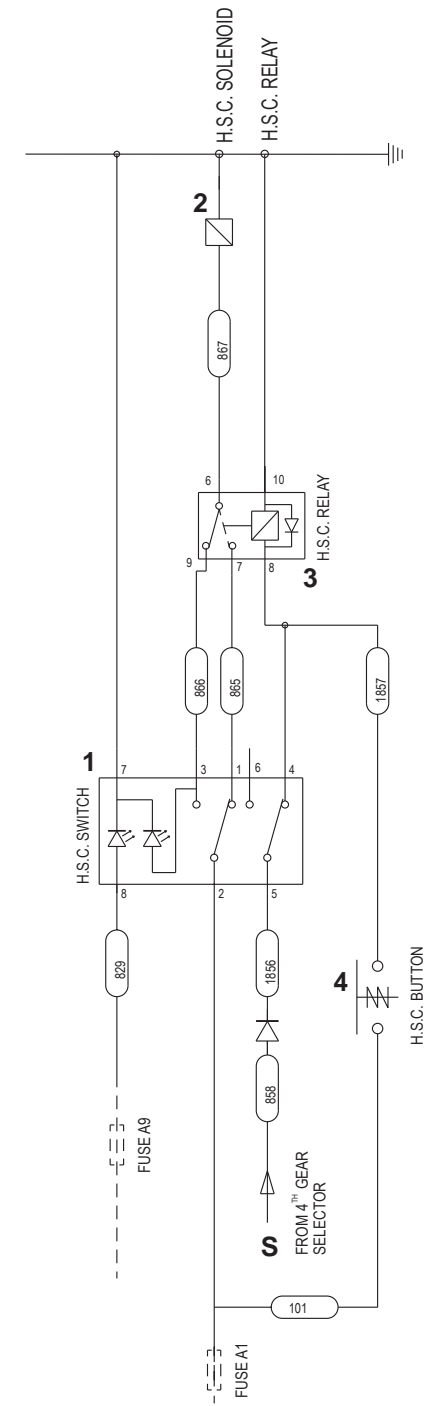 H.S.C. SOLENOID
H.S.C. RELAY
2
867
6
10
H.S.C. RELAY
9
7
8
3
866
865
1857
1
7
3
1
6
4
H.S.C. SWITCH
8
2
5
829
1856
4
H.S.C. BUTTON
858
FUSE A9
S
FROM 4TH GEAR
SELECTOR
101
FUSE A1